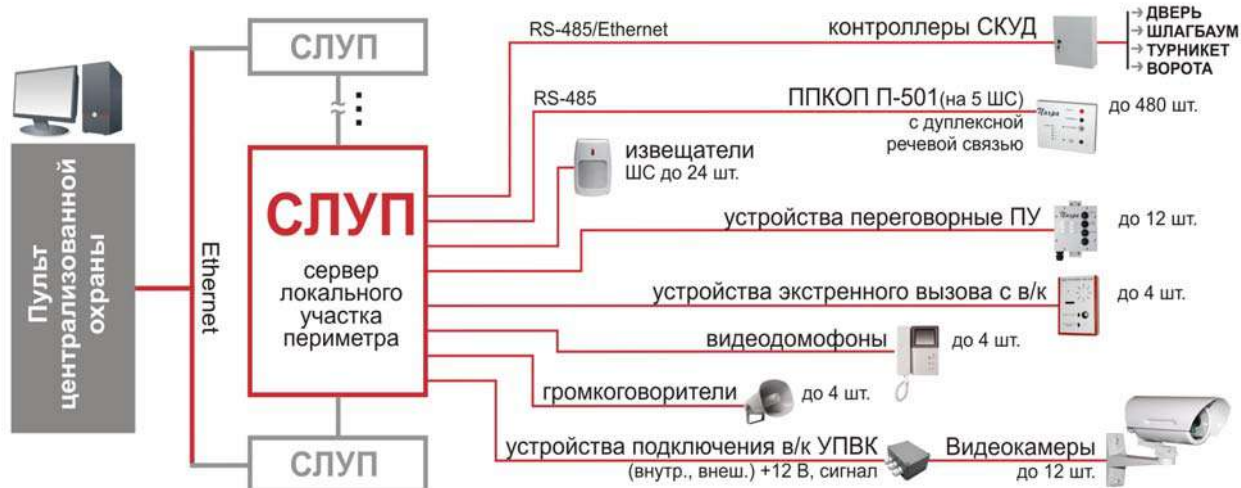 Пульт
централизованной
охраны
Ethernet
СЛУП
СЛУП
сервер
локального
участка
периметра
СЛУП
RS-485/Ethernet
контроллеры СКУД
ДВЕРЬ
ШЛАГБАУМ
ТУРНИКЕТ
ВОРОТА
RS-485
ППКОП П-501(на 5 ШС)
с дуплексной
речевой связью
до 480 шт.
извещатели
ШС до 24 шт.
устройства переговорные ПУ
до 12 шт.
устройства экстренного вызова с в/к
до 4 шт.
видеодомофоны
до 4 шт.
громкоговорители
до 4 шт.
устройства подключения в/к УПВК
(внутр., внеш.) +12 В, сигнал
Видеокамеры
до 12 шт.